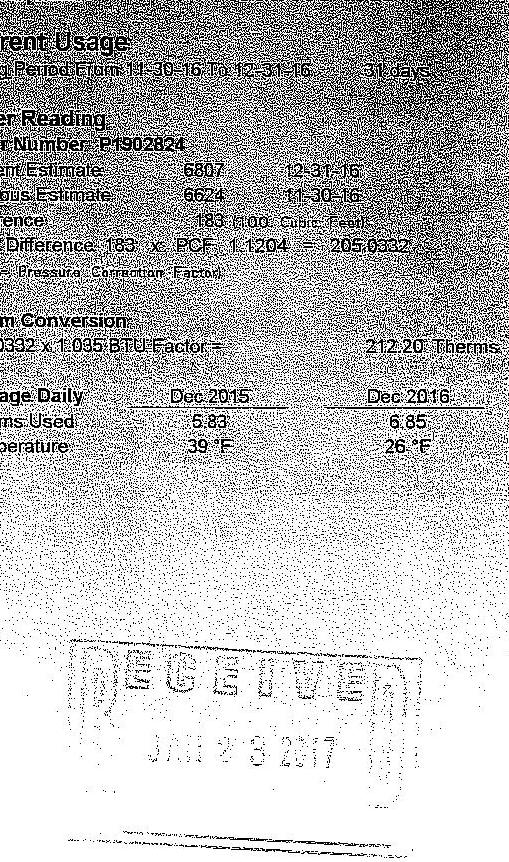 rent Usage
g Period From 11-30-16 To 12-31-16 31 days
er Reading
r Number P1902824
ent Estimate 6807 12-31-16
ous Estimate 6624 11-30-16
rence 183 (100 Cubic Feet)
Difference 183 x PCF 1.1204 = 205.0332
= Pressure Correction Factor)
m Conversion
0332 x 1.035 BTU Factor = 212.20 Therms
age Daily Dec 2015 Dec 2016
ms Used 5.83 6.85
perature 39 °F 26 °F
RECEIVED
JAN 23 2017